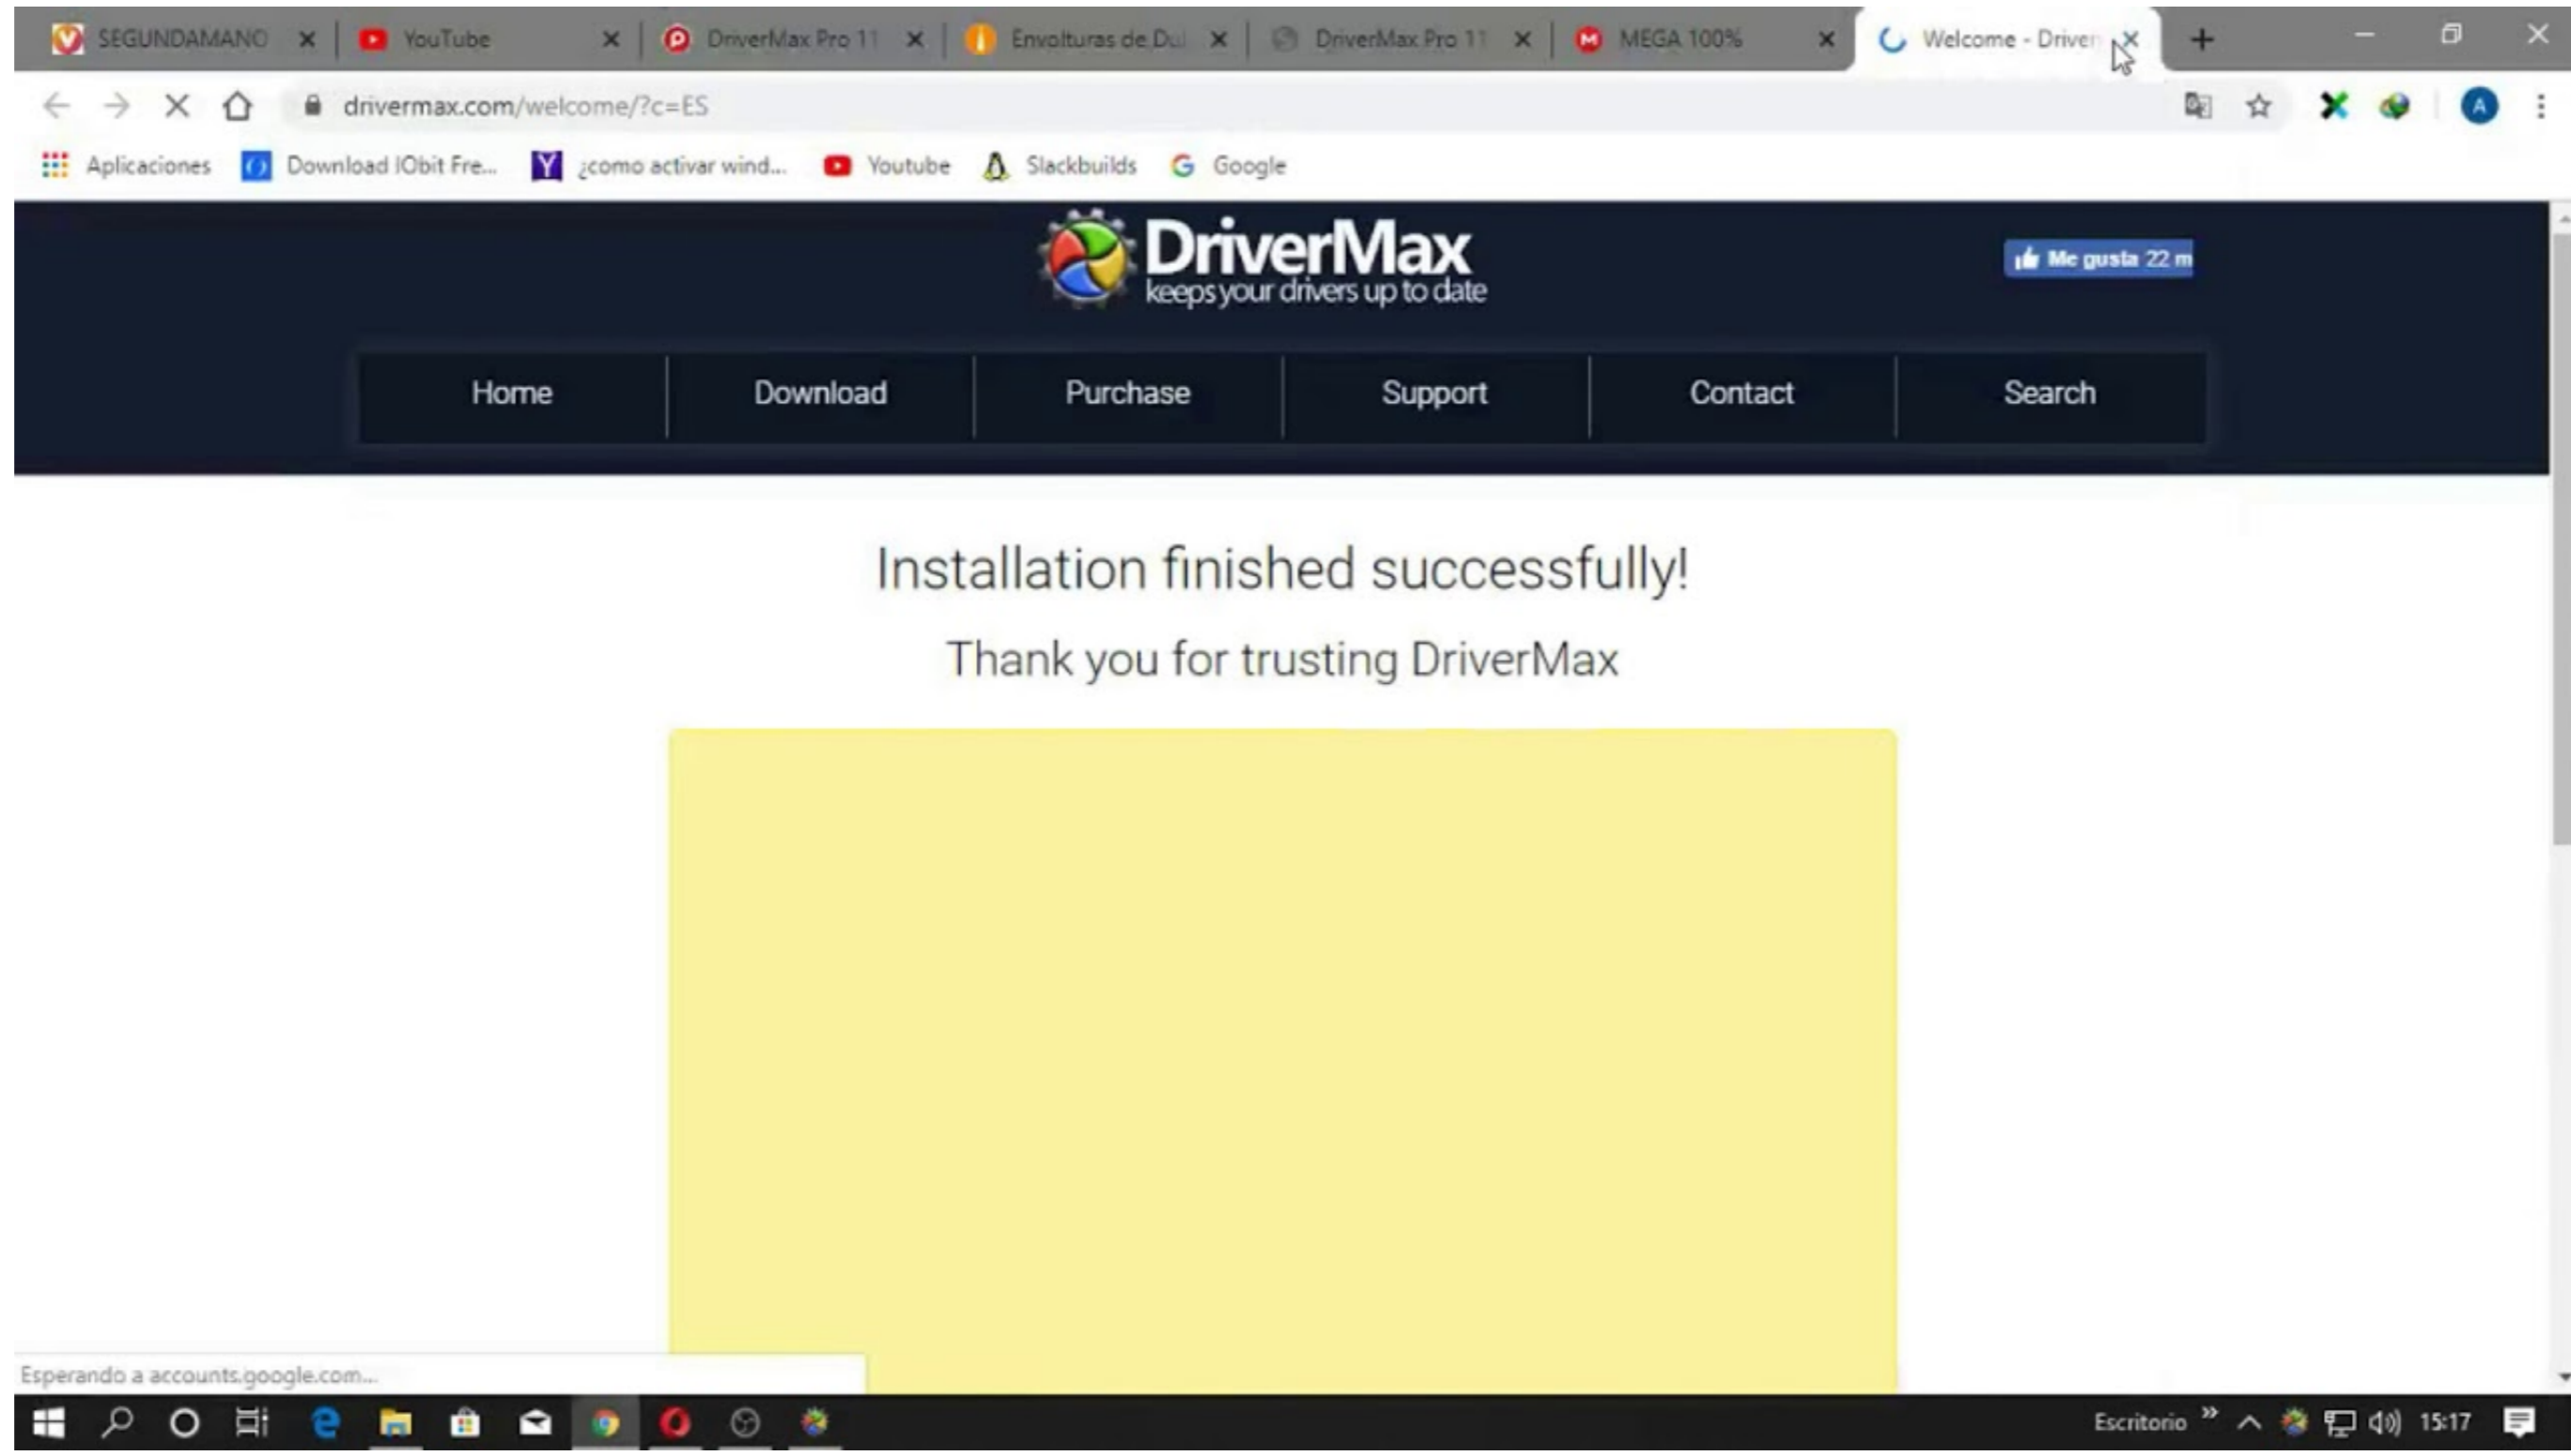 SEGUNDAMANO
YouTube
DriverMax Pro 11
Envolturas de Dul
DriverMax Pro 11
MEGA 100%
Welcome - Driver
drivermax.com/welcome/?c=ES
A
Aplicaciones
Download IObit Fre...
¿como activar wind...
Youtube
Slackbuilds
Google
DriverMax
keeps your drivers up to date
Me gusta 22 m
Home
Download
Purchase
Support
Contact
Search
Installation finished successfully!
Thank you for trusting DriverMax
Esperando a accounts.google.com...
Escritorio
15:17